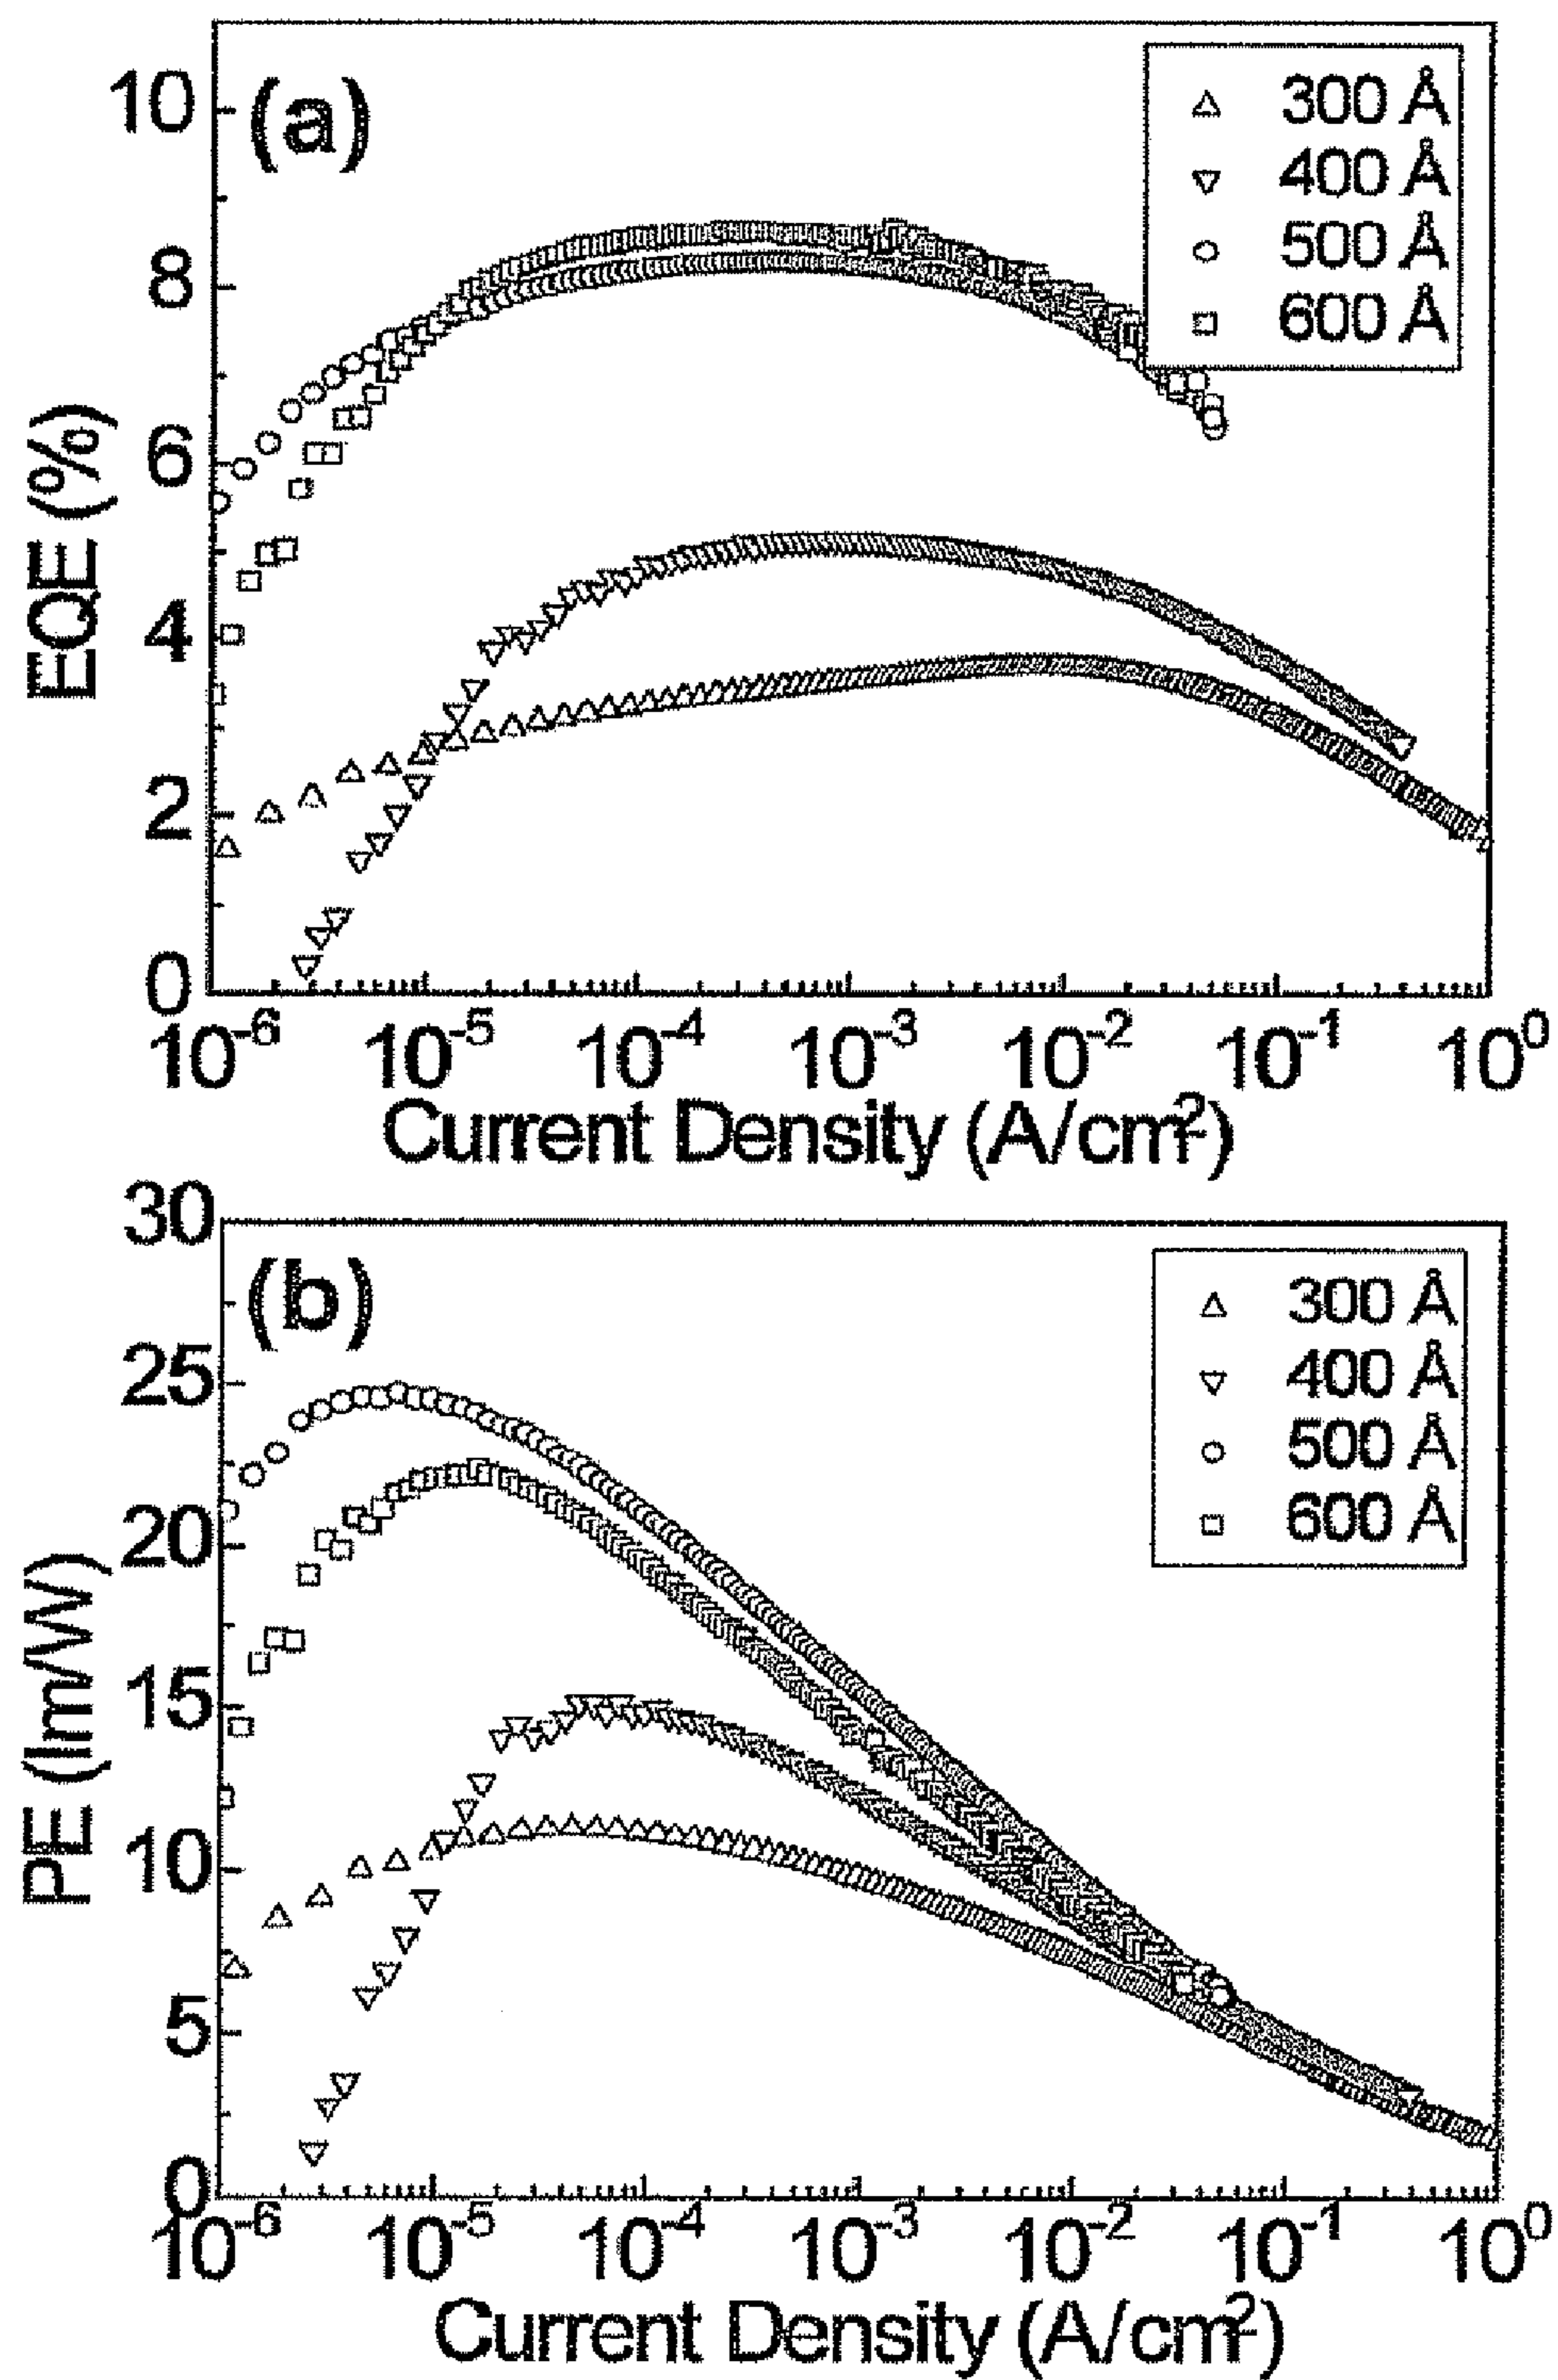 (a)
300 Å
400 Å
500 Å
600 Å
EQE (%)
10
8
6
4
2
0
10⁻⁶ 10⁻⁵ 10⁻⁴ 10⁻³ 10⁻² 10⁻¹ 10⁰
Current Density (A/cm²)
(b)
300 Å
400 Å
500 Å
600 Å
PE (lm/W)
30
25
20
15
10
5
0
10⁻⁶ 10⁻⁵ 10⁻⁴ 10⁻³ 10⁻² 10⁻¹ 10⁰
Current Density (A/cm²)